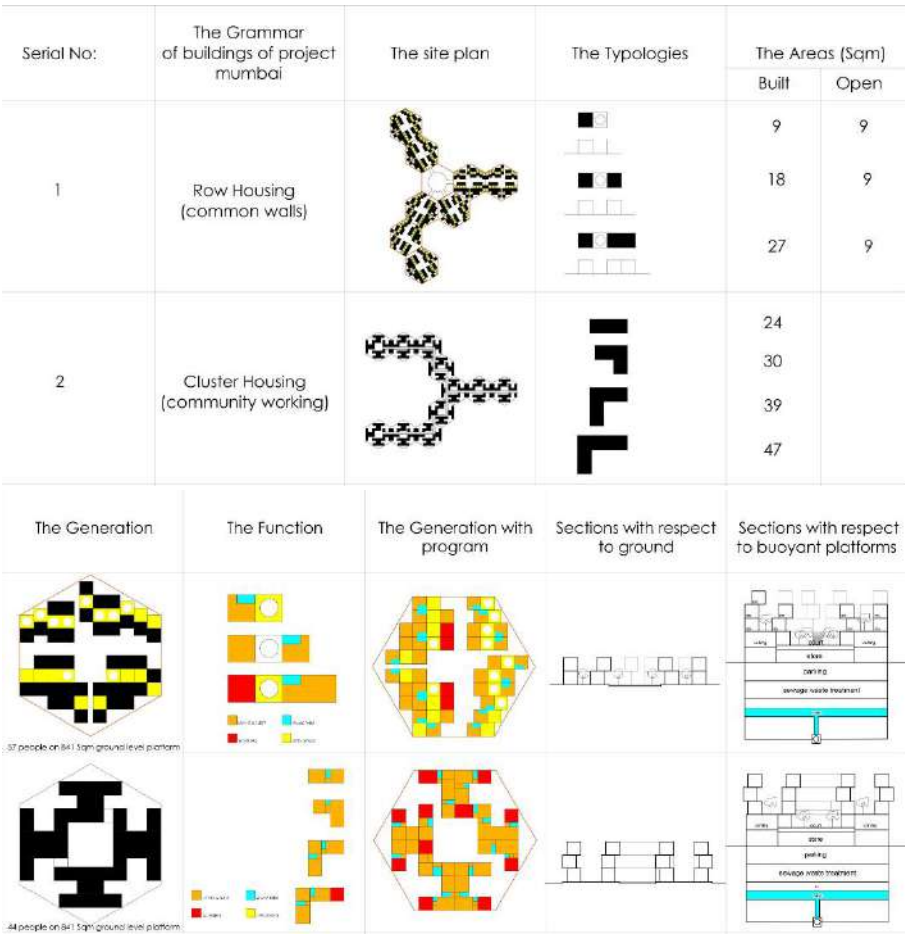 Serial No:
The Grammar
of buildings of project
mumbai
The site plan
The Typologies
The Areas (Sqm)
Built
Open
1
Row Housing
(common walls)
9
9
18
9
27
9
2
Cluster Housing
(community working)
24
30
39
47
The Generation
The Function
The Generation with
program
Sections with respect
to ground
Sections with respect
to buoyant platforms
57 people on 841 Sqm ground level platform
court
store
parking
sewage waste treatment
44 people on 841 Sqm ground level platform
court
store
parking
sewage waste treatment